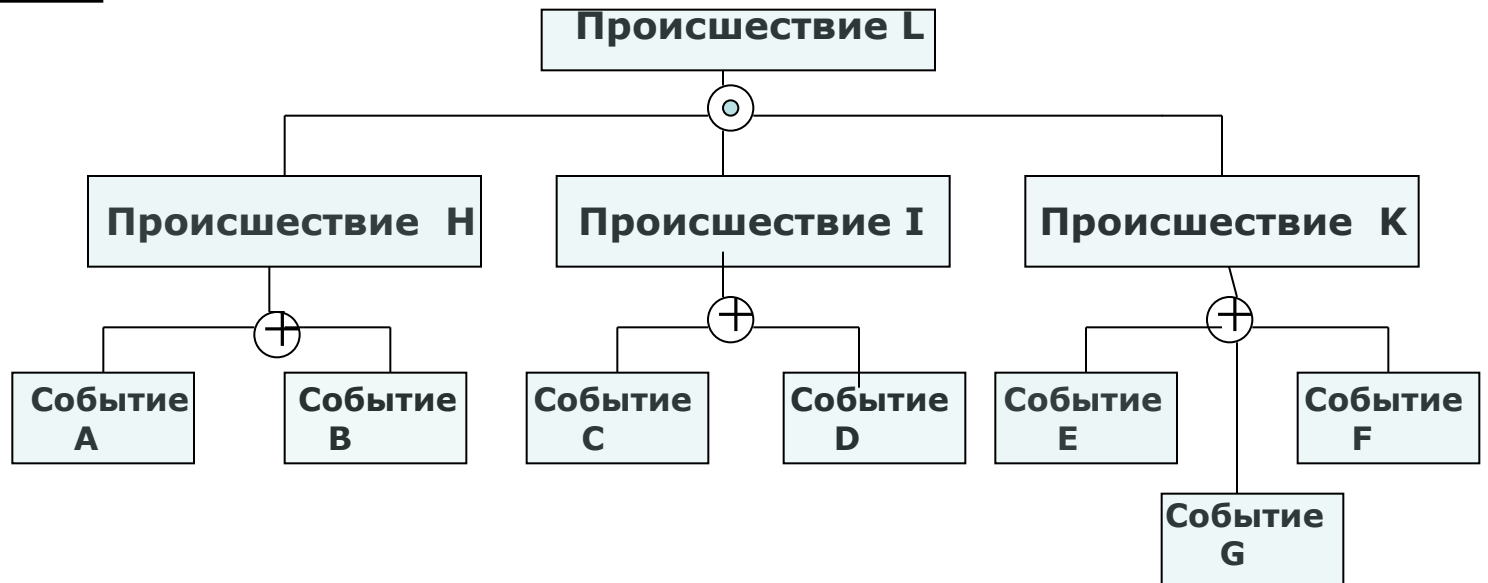 Происшествие L
Происшествие H
Происшествие I
Происшествие K
Событие
A
Событие
B
Событие
C
Событие
D
Событие
E
Событие
F
Событие
G